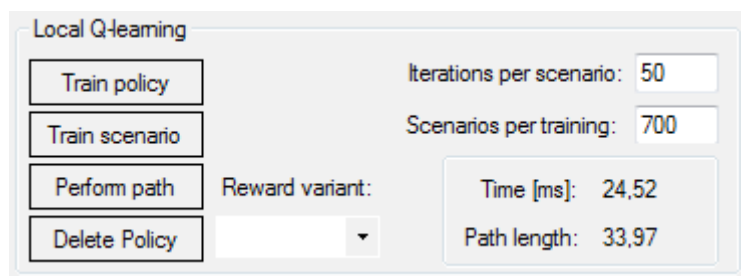 Local Q-learning
Train policy
Iterations per scenario: 50
Train scenario
Scenarios per training: 700
Perform path
Reward variant:
Time [ms]: 24,52
Delete Policy
Path length: 33,97